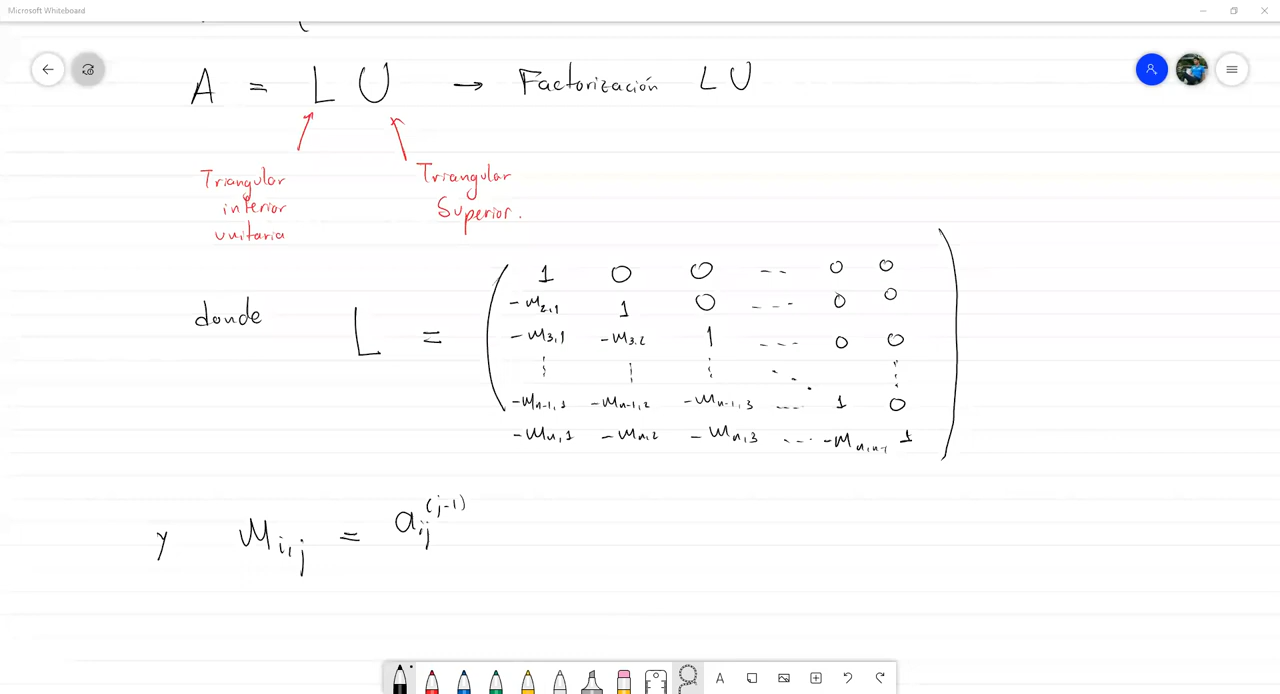 Microsoft Whiteboard
A = L U → Factorización L U
Triangular inferior unitaria
Triangular Superior.
donde L =
1 0 0 -- 0 0
-m2,1 1 0 ---- 0 0
-m3,1 -m3,2 1 ---- 0 0
-mn-1,1 -mn-1,2 -mn-1,3 ---- 1 0
-mn,1 -mn,2 -mn,3 ---- -mn,n-1 1
y mi,j = aij(j-1)
A